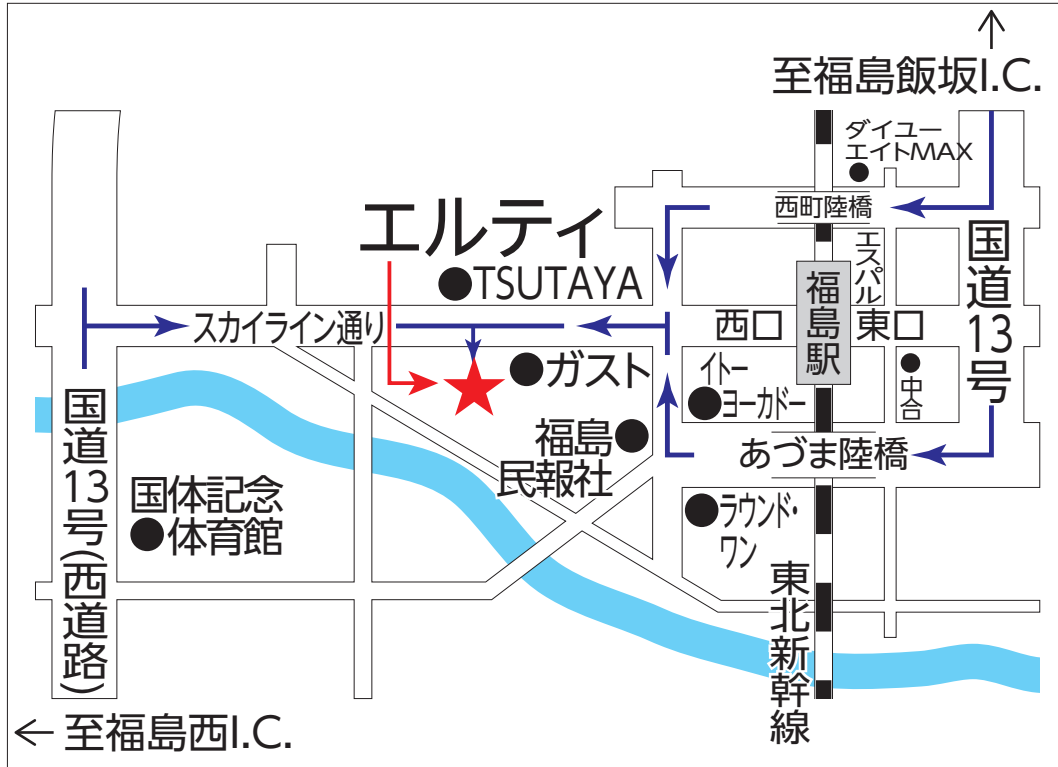 至福島飯坂I.C.
ダイユー
エイトMAX
西町陸橋
エルティ
TSUTAYA
エスパル
国道13号
スカイライン通り
西口
福島駅
東口
ガスト
イトー
ヨーカドー
中合
国道13号(西道路)
福島
民報社
あづま陸橋
国体記念
体育館
ラウンド・
ワン
東北新幹線
至福島西I.C.